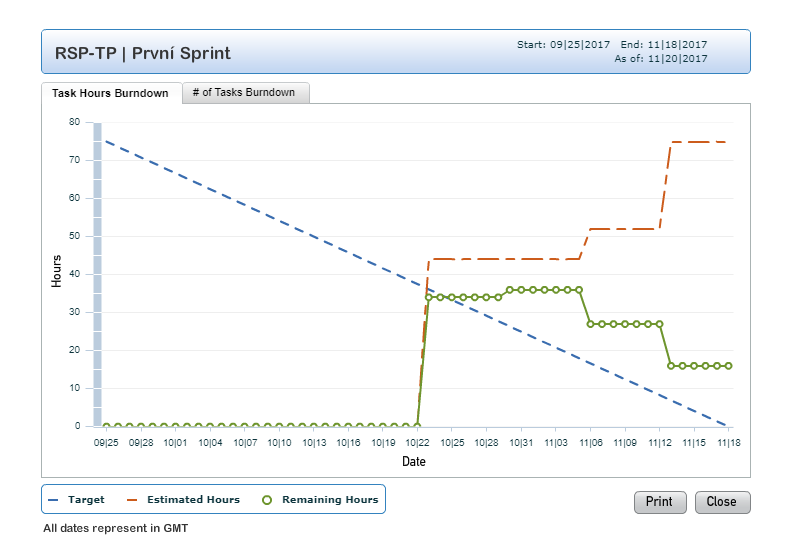 RSP-TP | První Sprint
Start: 09|25|2017 End: 11|18|2017
As of: 11|20|2017
Task Hours Burndown
# of Tasks Burndown
80
70
60
50
40
30
20
10
0
Hours
09|25 09|28 10|01 10|04 10|07 10|10 10|13 10|16 10|19 10|22 10|25 10|28 10|31 11|03 11|06 11|09 11|12 11|15 11|18
Date
Target Estimated Hours Remaining Hours
Print
Close
All dates represent in GMT